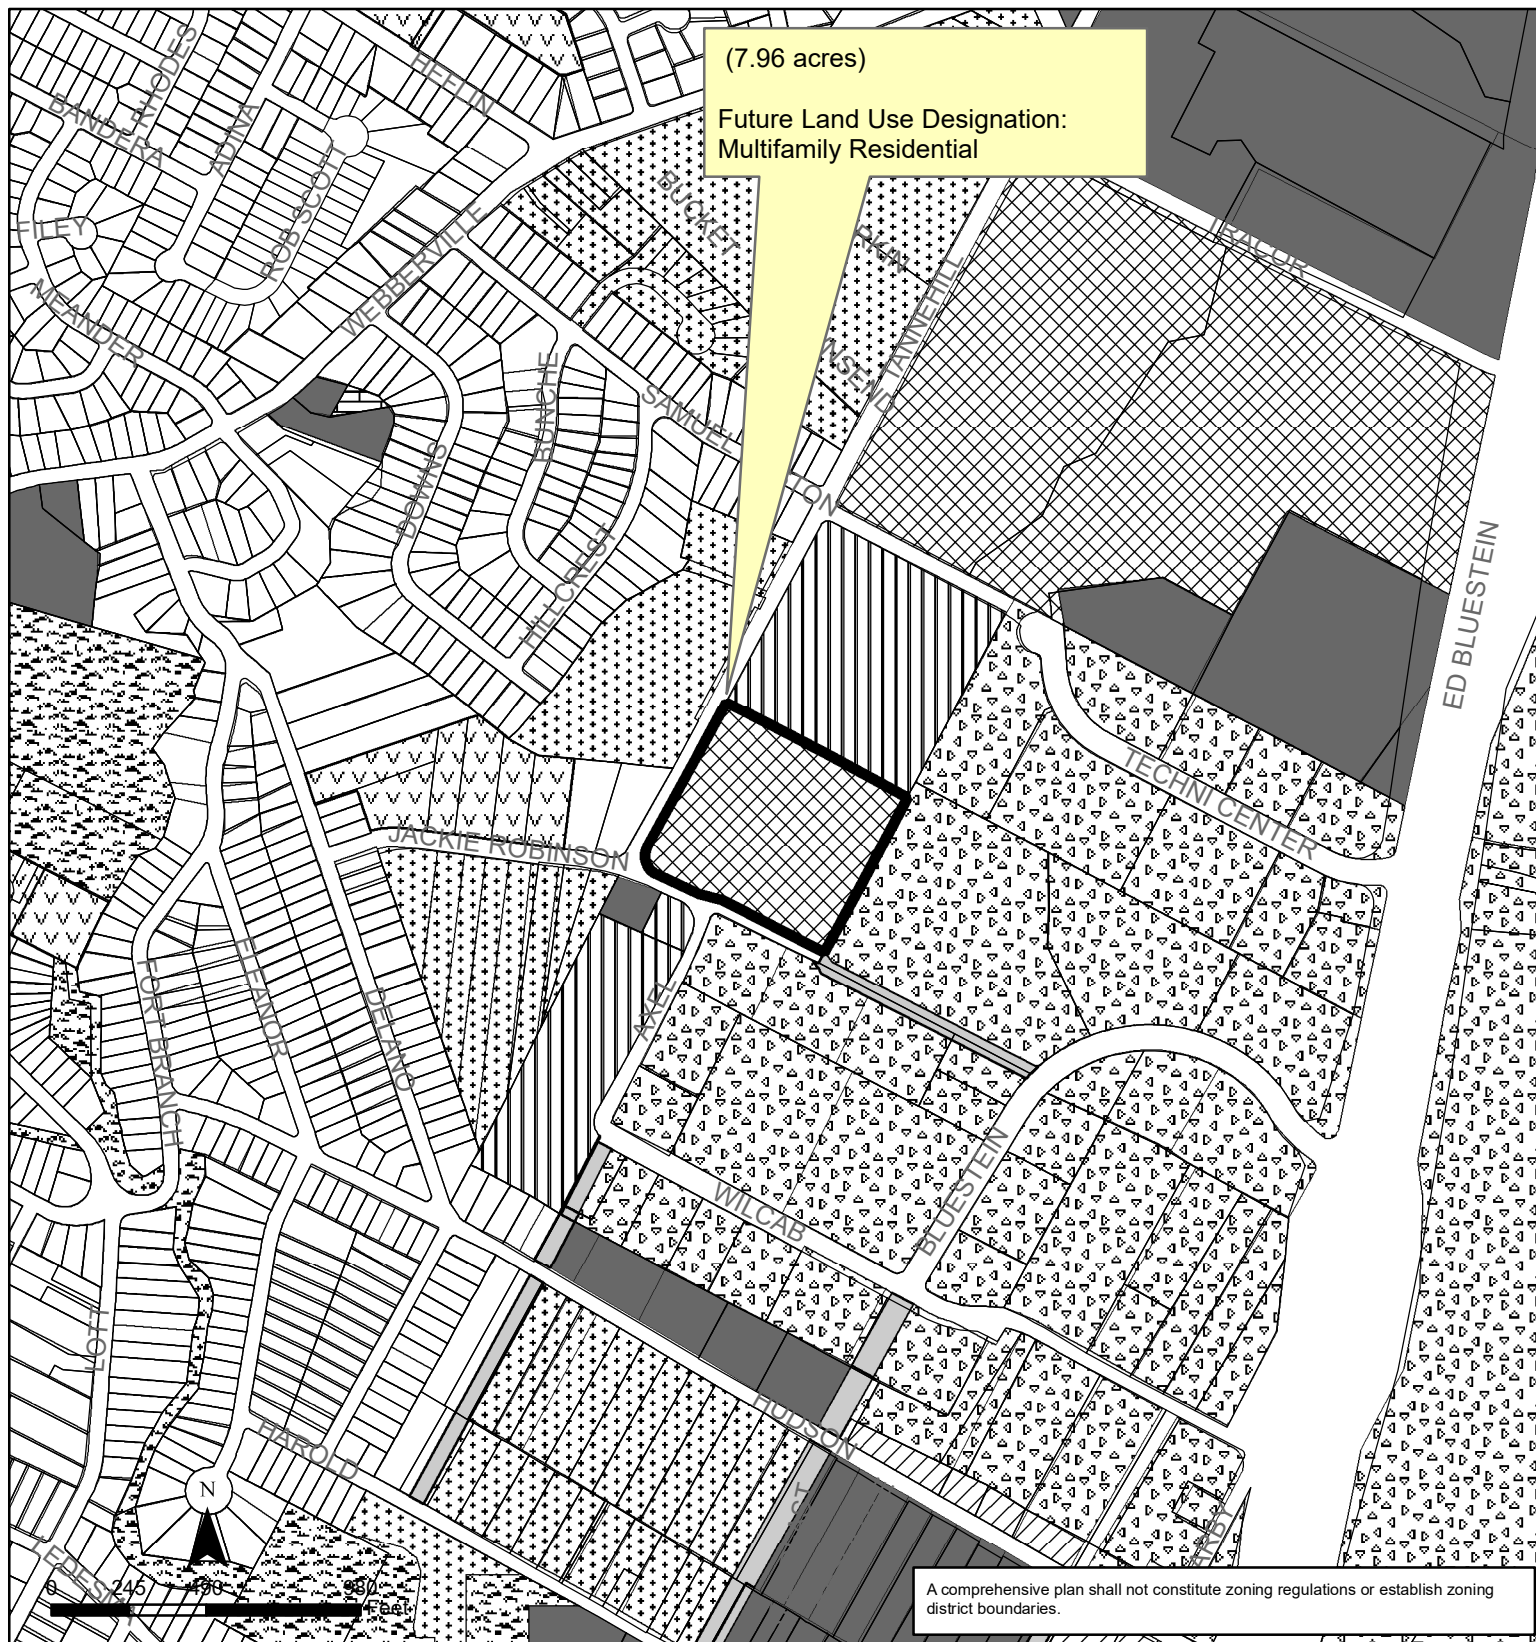 (7.96 acres)
Future Land Use Designation:
Multifamily Residential
RHODES
HEFLIN
BANDERA
ADINA
ROB SCOTT
BUCKET
FILEY
WEBBERVILLE
TRACOR
TANNEHILL
MEANDER
BUNCHE
SAMUEL
TON
DOWNS
HILLCREST
ED BLUESTEIN
TECHNI CENTER
JACKIE ROBINSON
ELEANOR
FORT BRANCH
DELANO
AXEL
WILCAB
BLUESTEIN
LOTT
HUDSON
HAROLD
N
0 245 490 980
Feet
A comprehensive plan shall not constitute zoning regulations or establish zoning
district boundaries.